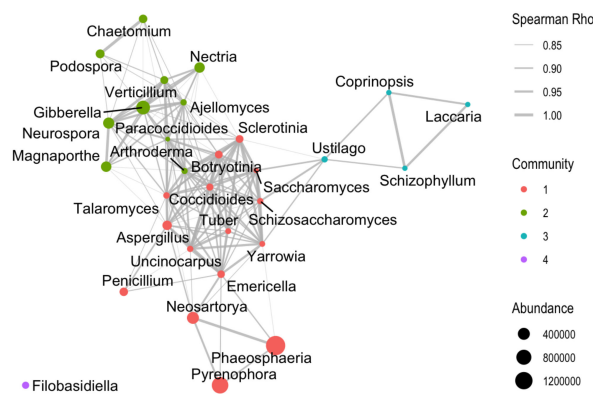 Chaetomium
Podospora
Nectria
Verticillium
Gibberella
Ajellomyces
Neurospora
Paracoccidioides
Sclerotinia
Magnaporthe
Arthroderma
Botryotinia
Saccharomyces
Talaromyces
Coccidioides
Schizosaccharomyces
Tuber
Aspergillus
Uncinocarpus
Yarrowia
Penicillium
Emericella
Neosartorya
Phaeosphaeria
Pyrenophora
Filobasidiella
Coprinopsis
Laccaria
Ustilago
Schizophyllum
Spearman Rho
0.85
0.90
0.95
1.00
Community
1
2
3
4
Abundance
400000
800000
1200000